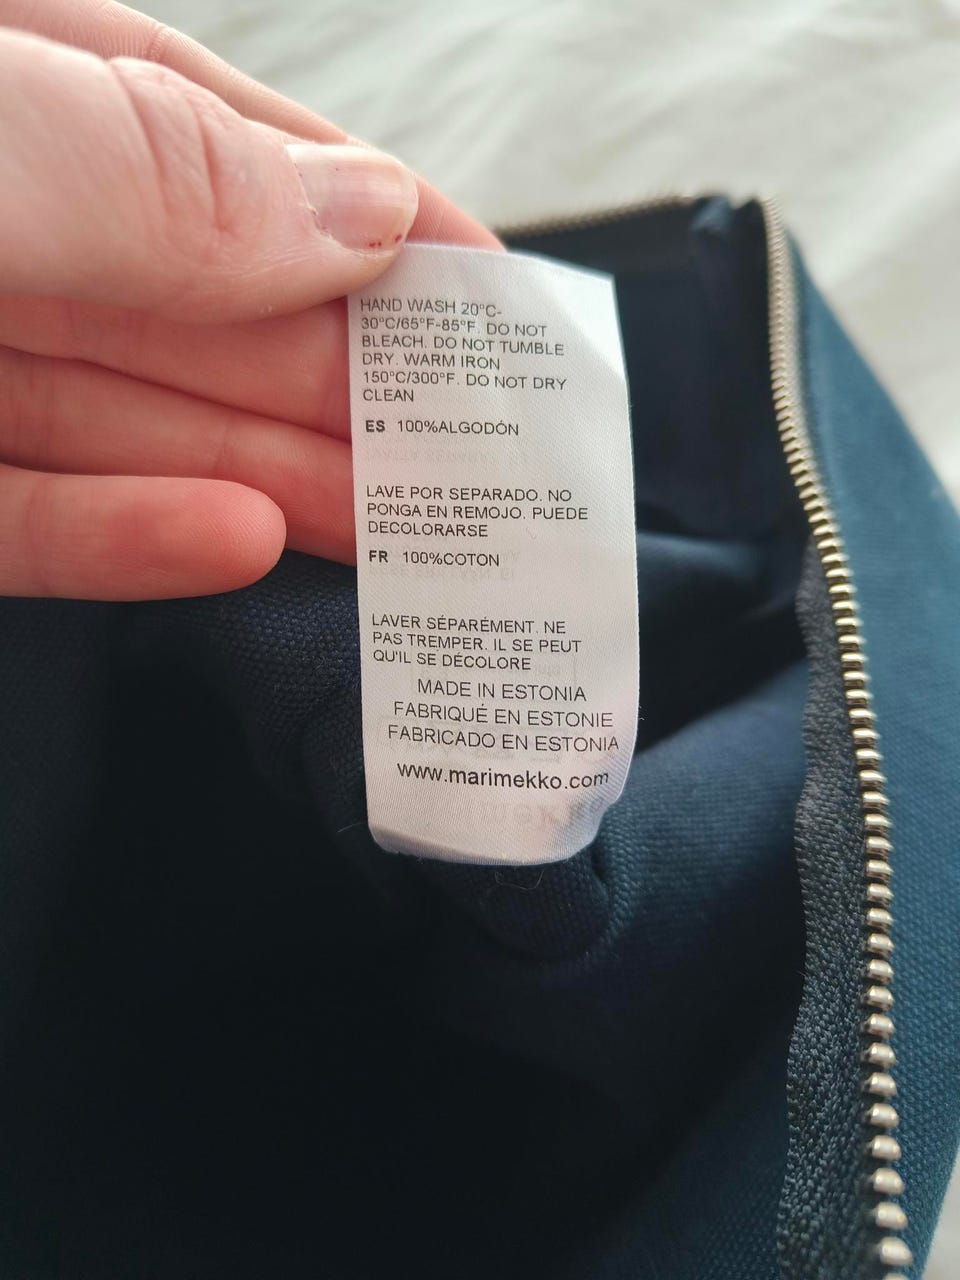 HAND WASH 20°C-
30°C/65°F-85°F. DO NOT
BLEACH. DO NOT TUMBLE
DRY. WARM IRON
150°C/300°F. DO NOT DRY
CLEAN
ES 100%ALGODÓN
LAVE POR SEPARADO. NO
PONGA EN REMOJO. PUEDE
DECOLORARSE
FR 100%COTON
LAVER SÉPARÉMENT. NE
PAS TREMPER. IL SE PEUT
QU'IL SE DÉCOLORE
MADE IN ESTONIA
FABRIQUÉ EN ESTONIE
FABRICADO EN ESTONIA
www.marimekko.com